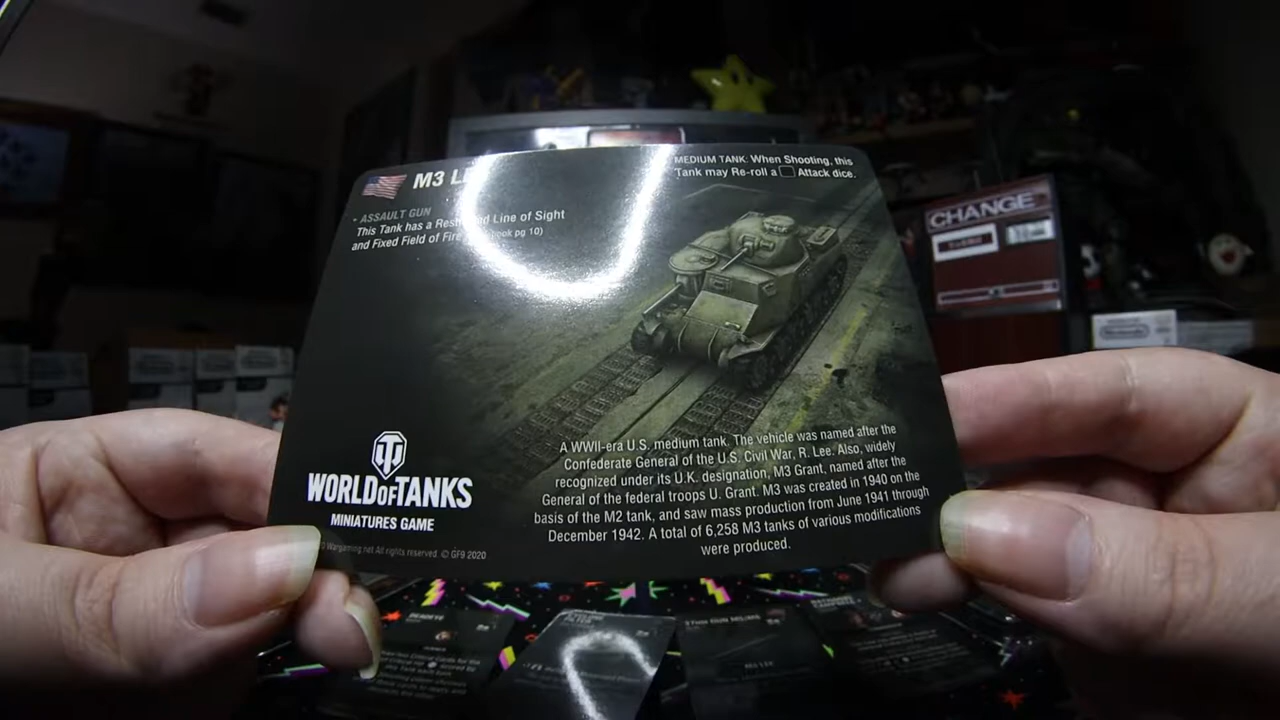 M3 L
MEDIUM TANK: When Shooting, this
Tank may Re-roll a Attack dice.
- ASSAULT GUN
This Tank has a Line of Sight
and Fixed Field of Fire book pg 10)
CHANGE
Nintendo
A WWII-era U.S. medium tank. The vehicle was named after the
Confederate General of the U.S. Civil War, R. Lee. Also, widely
recognized under its U.K. designation, M3 Grant, named after the
General of the federal troops U. Grant. M3 was created in 1940 on the
basis of the M2 tank, and saw mass production from June 1941 through
December 1942. A total of 6,258 M3 tanks of various modifications
were produced.
WORLD OF TANKS
MINIATURES GAME
Wargaming.net All rights reserved. © GF9 2020
DEADEYE
M3 LEE